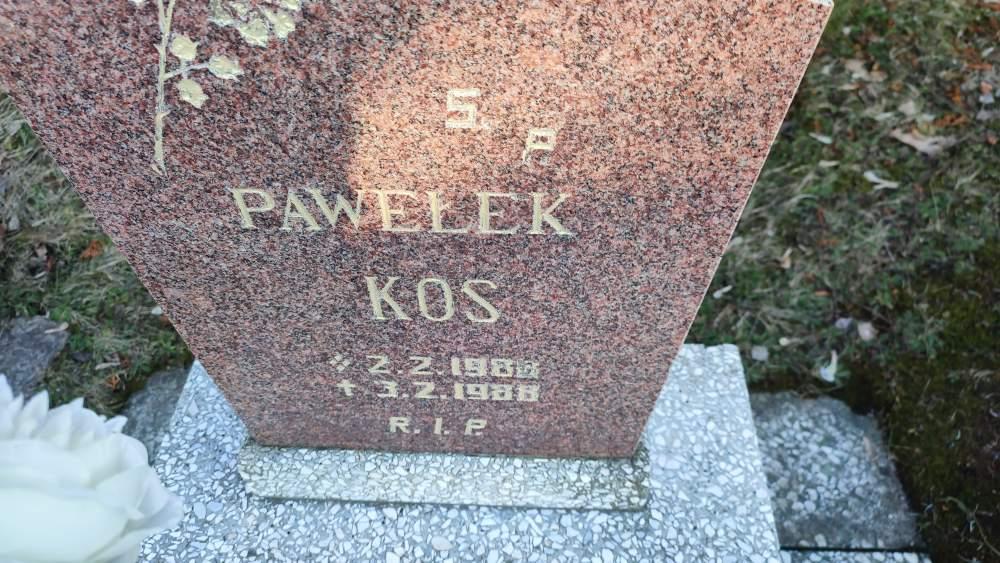 S.
P.
PAWEŁEK
KOS
2.2.1988
✝ 3.2.1988
R. I. P.